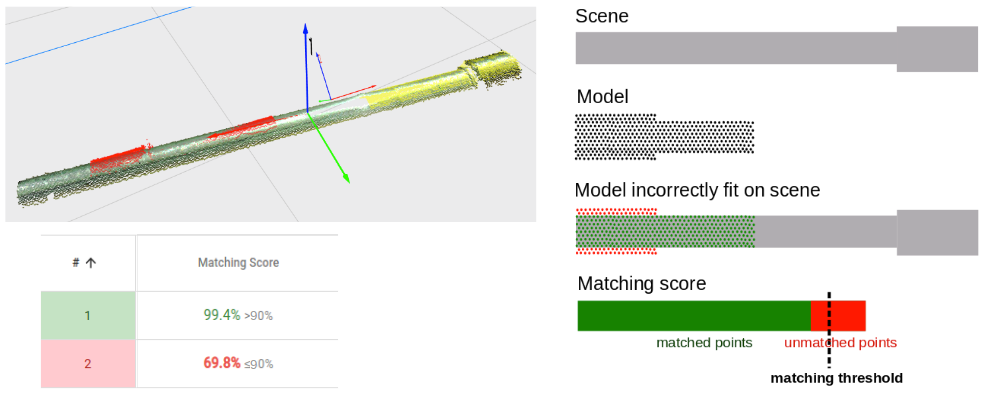 # ↑ Matching Score
1 99.4% >90%
2 69.8% ≤90%
Scene
Model
Model incorrectly fit on scene
Matching score
matched points unmatched points
matching threshold